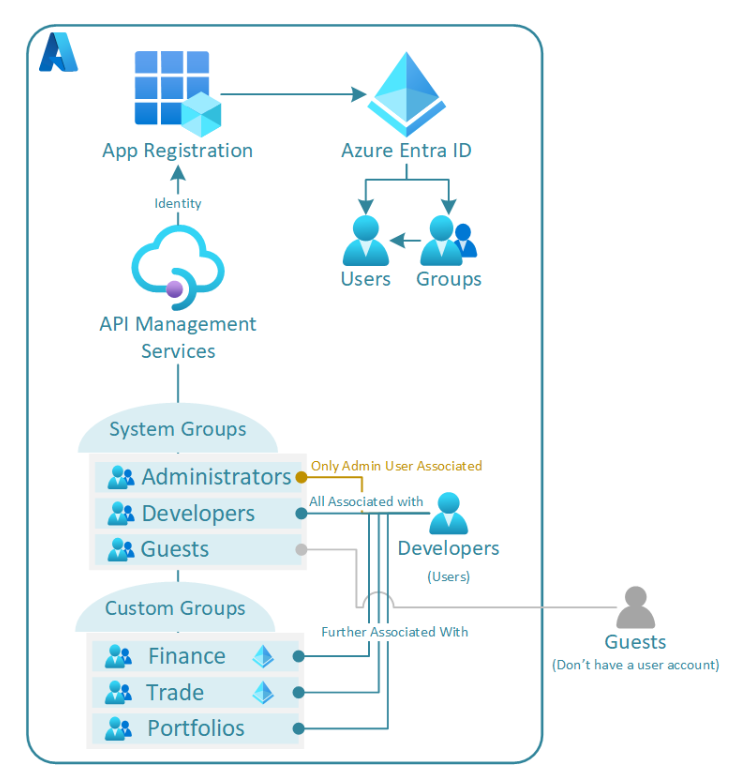 App Registration
Azure Entra ID
Identity
Users
Groups
API Management
Services
System Groups
Only Admin User Associated
Administrators
All Associated with
Developers
Guests
Developers
(Users)
Custom Groups
Further Associated With
Guests
(Don't have a user account)
Finance
Trade
Portfolios